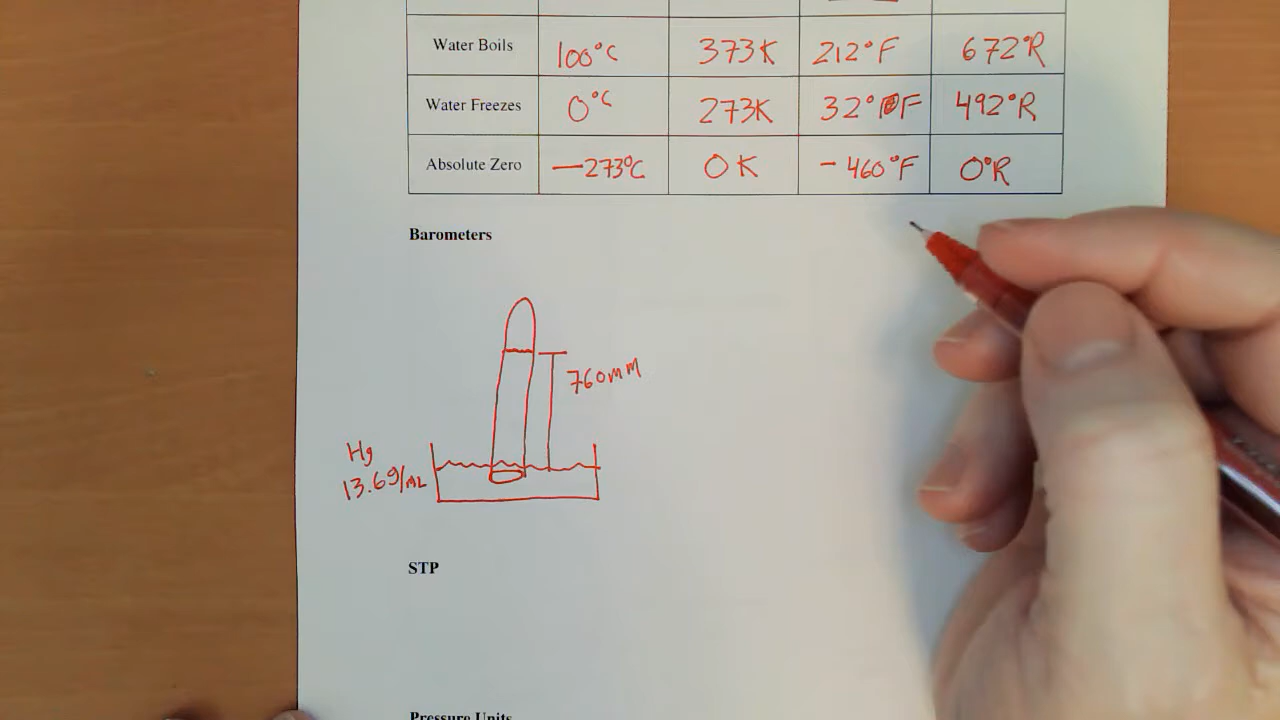 Water Boils 100°C 373K 212°F 672°R
Water Freezes 0°C 273K 32°F 492°R
Absolute Zero -273°C 0K -460°F 0°R
Barometers
760mm
Hg
13.6g/mL
STP
Pressure Units